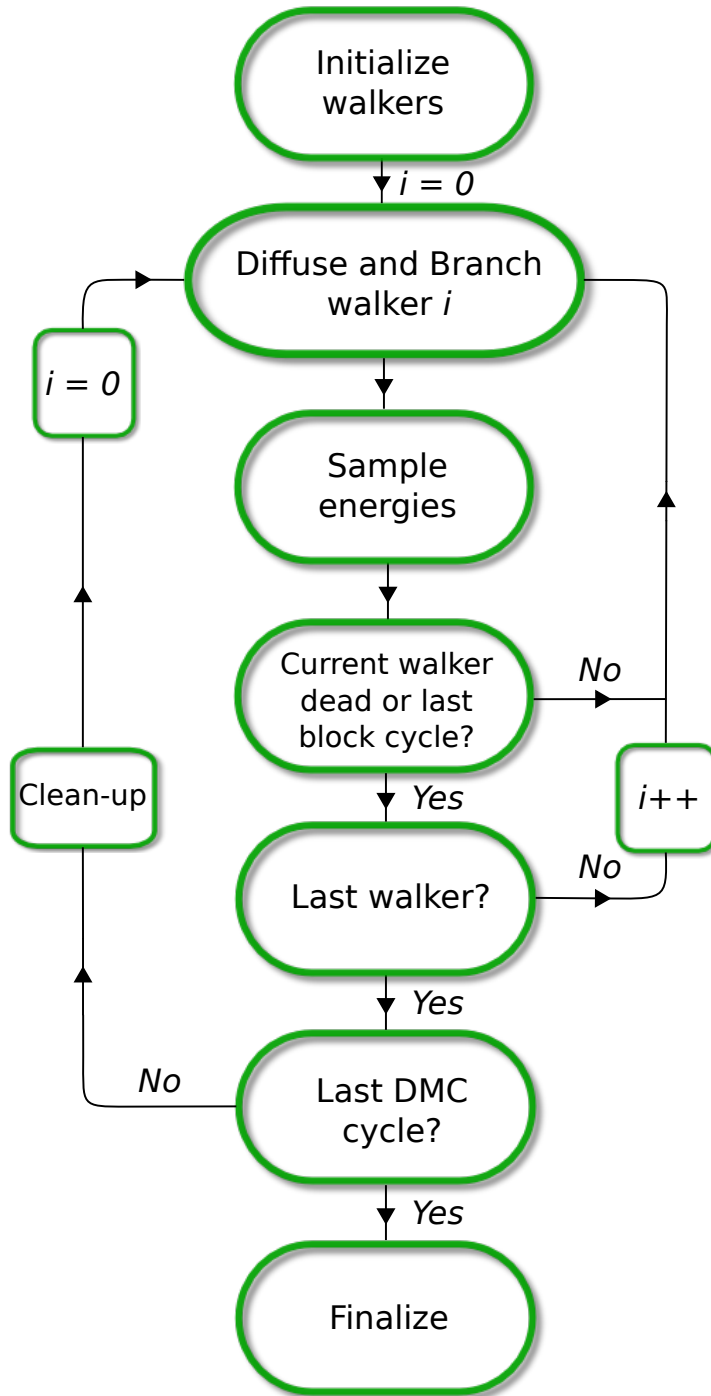 Initialize
walkers
i = 0
Diffuse and Branch
walker i
i = 0
Sample
energies
Current walker
dead or last
block cycle?
No
Yes
Clean-up
i++
Last walker?
No
Yes
Last DMC
cycle?
No
Yes
Finalize